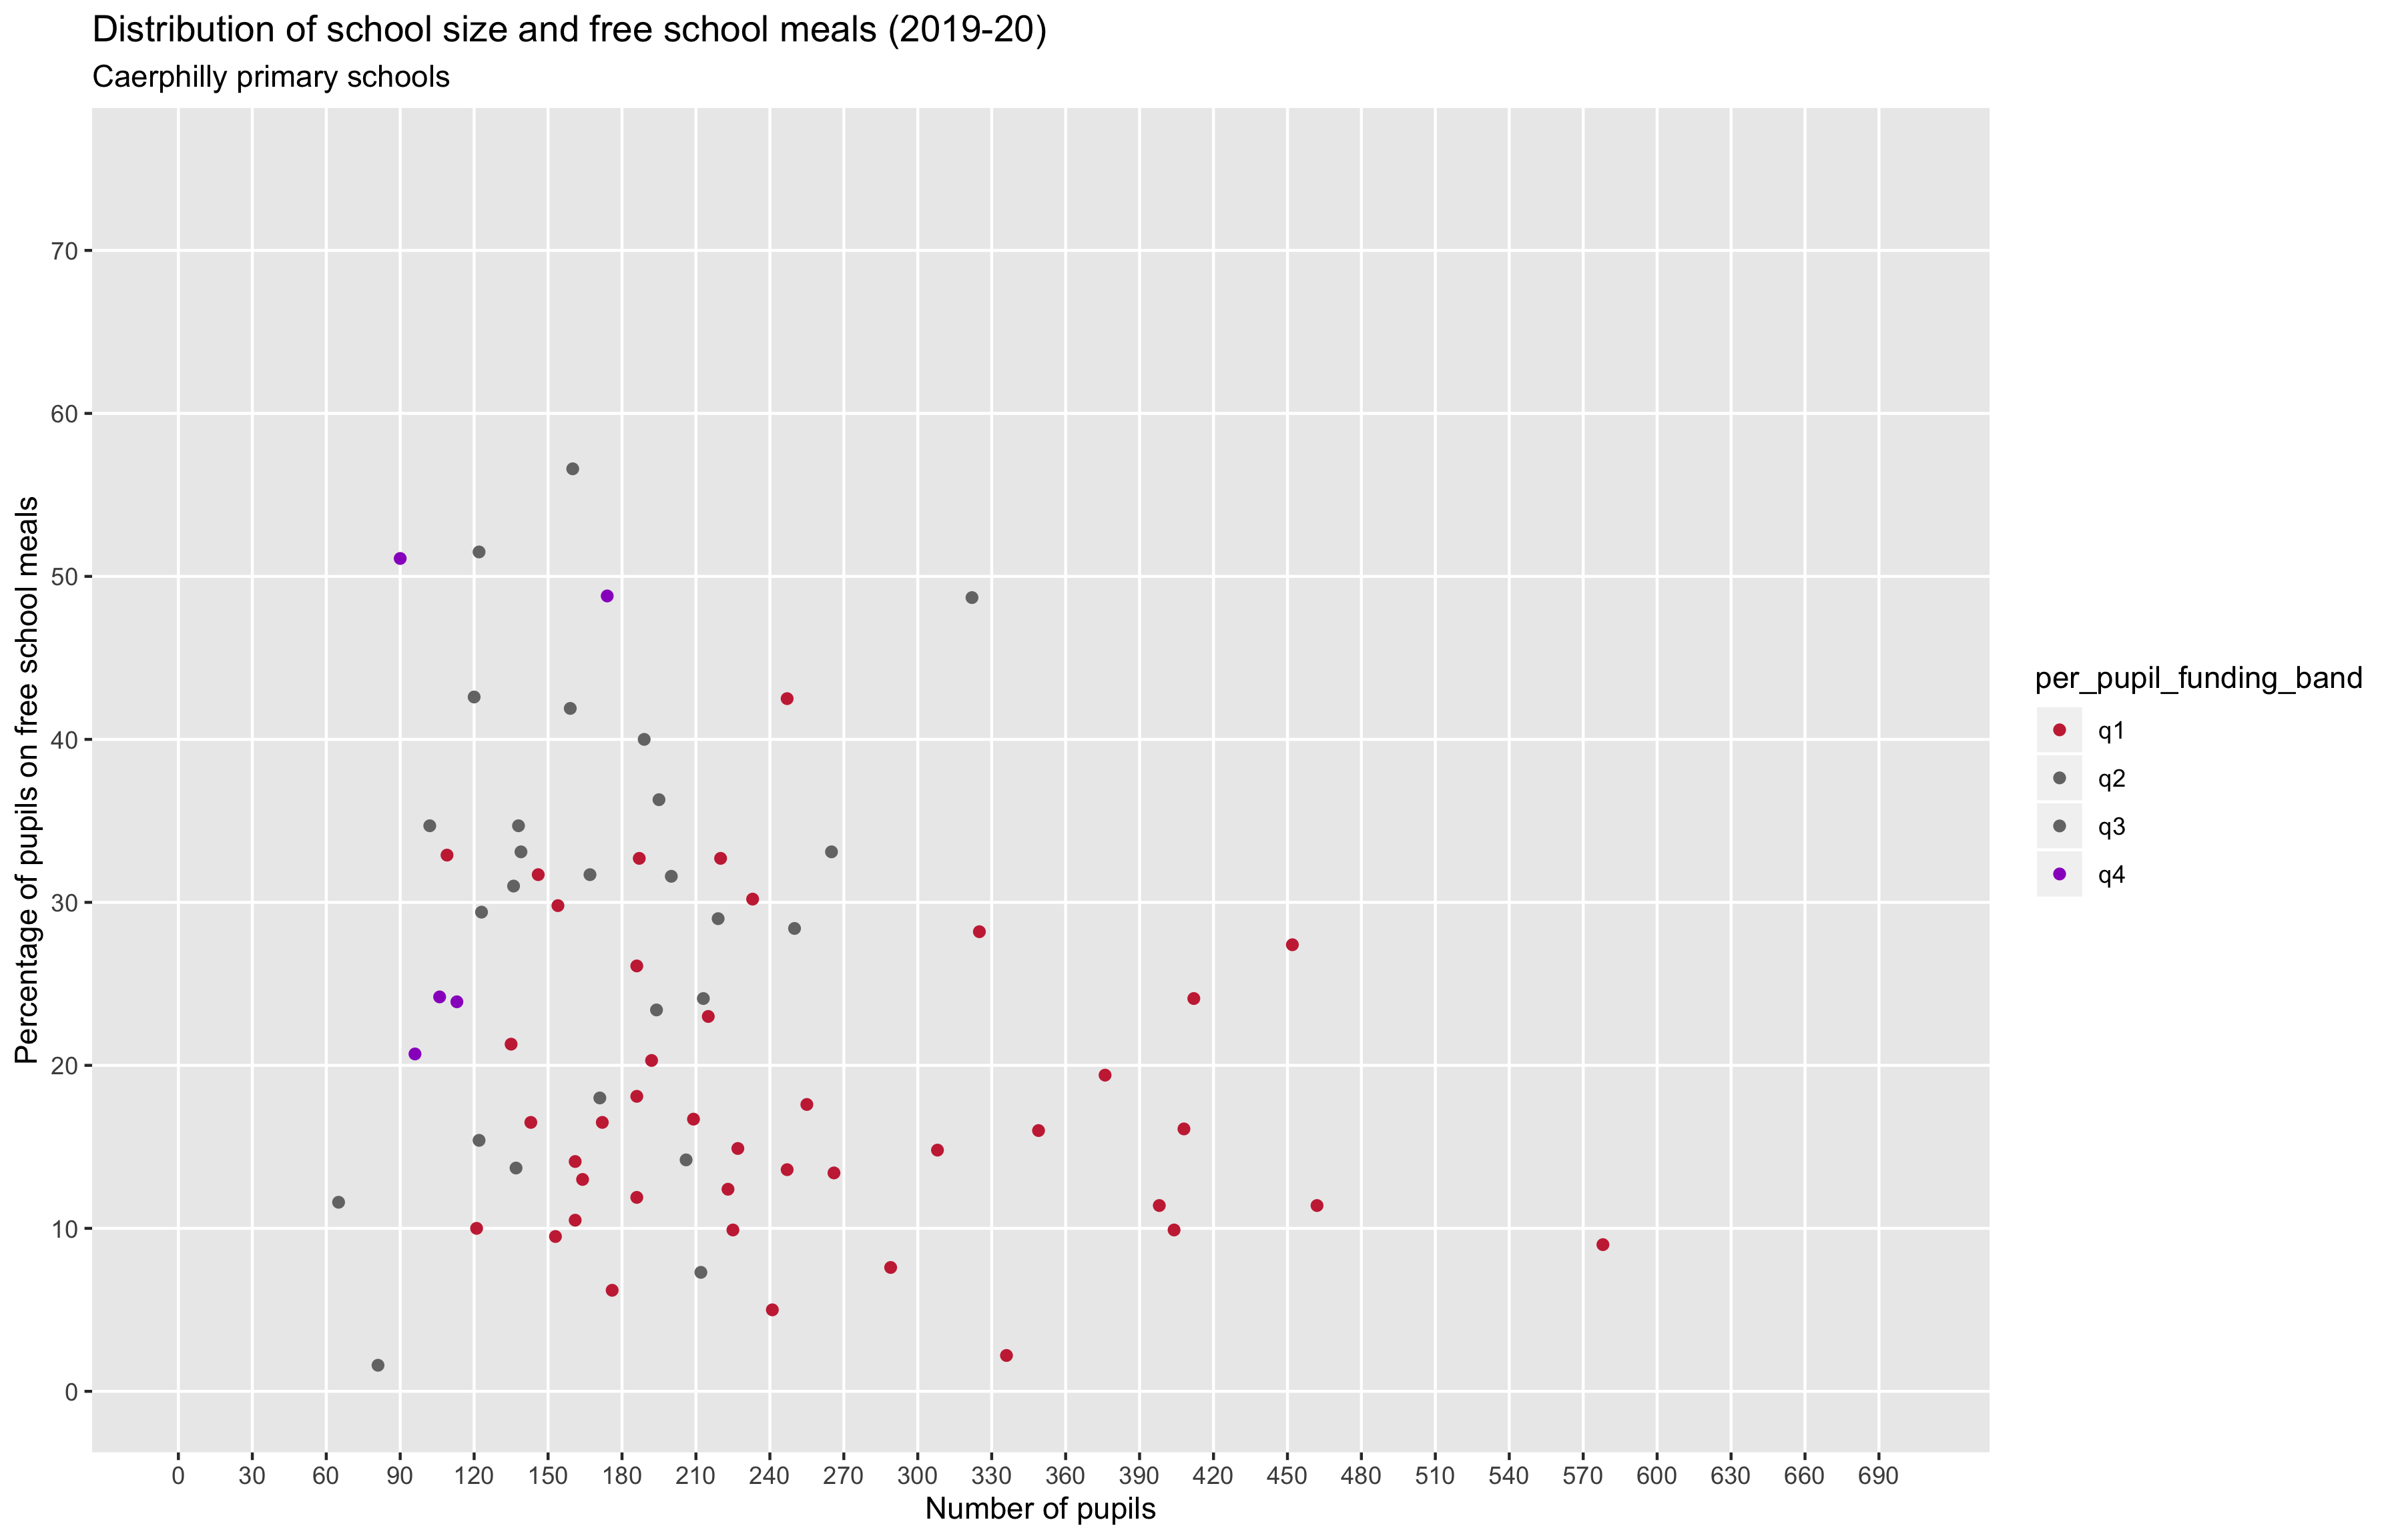 Distribution of school size and free school meals (2019-20)
Caerphilly primary schools
Percentage of pupils on free school meals
70
60
50
40
30
20
10
0
0 30 60 90 120 150 180 210 240 270 300 330 360 390 420 450 480 510 540 570 600 630 660 690
Number of pupils
per_pupil_funding_band
q1
q2
q3
q4